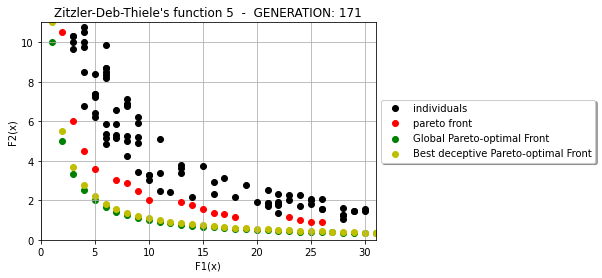 Zitzler-Deb-Thiele's function 5 - GENERATION: 171
10
8
6
4
2
0
F2(x)
0 5 10 15 20 25 30
F1(x)
individuals
pareto front
Global Pareto-optimal Front
Best deceptive Pareto-optimal Front